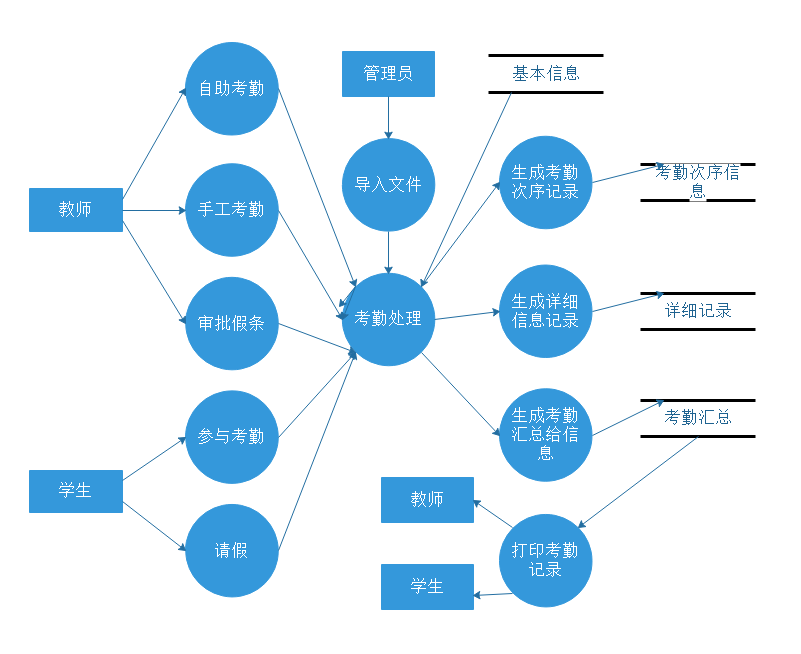 自助考勤
管理员
基本信息
导入文件
生成考勤
次序记录
考勤次序信
息
教师
手工考勤
审批假条
考勤处理
生成详细
信息记录
详细记录
参与考勤
生成考勤
汇总给信
息
考勤汇总
学生
请假
教师
打印考勤
记录
学生